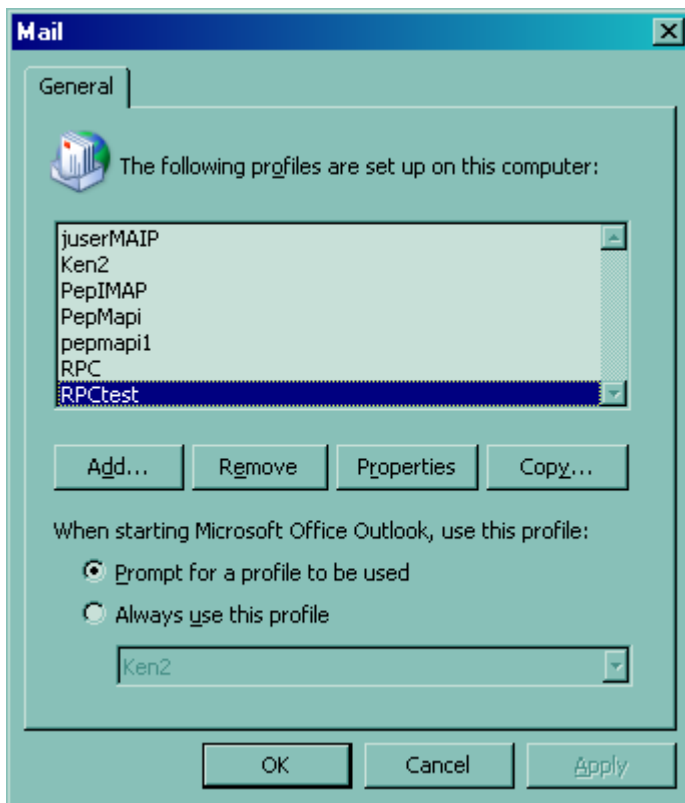 Mail
General
The following profiles are set up on this computer:
juserMAIP
Ken2
PepIMAP
PepMapi
pepmapi1
RPC
RPCtest
Add... Remove Properties Copy...
When starting Microsoft Office Outlook, use this profile:
Prompt for a profile to be used
Always use this profile
Ken2
OK Cancel Apply